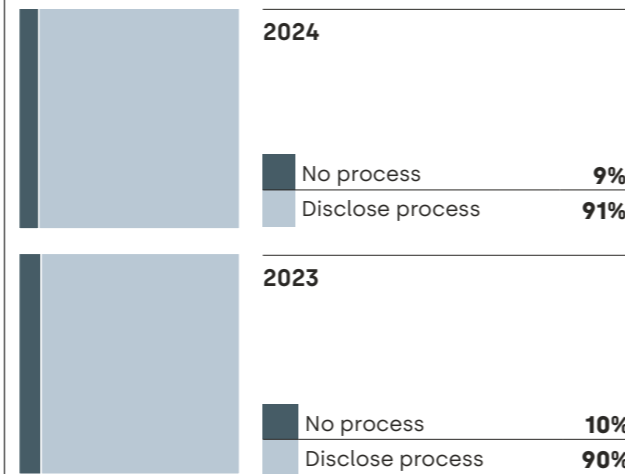 2024
No process 9%
Disclose process 91%
2023
No process 10%
Disclose process 90%